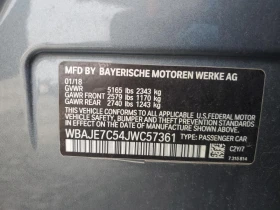 MFD BY BAYERISCHE MOTOREN WERKE AG
01/18
GVWR 5165 lbs 2343 kg
GAWR FRONT 2579 lbs 1170 kg
GAWR REAR 2740 lbs 1243 kg
THIS VEHICLE CONFORMS TO ALL APPLICABLE FEDERAL MOTOR VEHICLE SAFETY, BUMPER, AND THEFT PREVENTION STANDARDS IN EFFECT ON THE DATE OF MANUFACTURE SHOWN ABOVE.
WBAJE7C54JWC57361 TYPE: PASSENGER CAR
C2Y/7